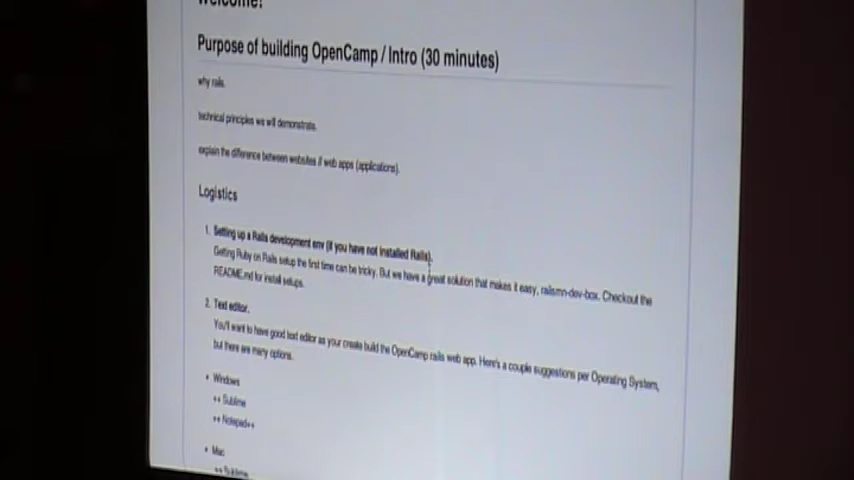 Welcome!
Purpose of building OpenCamp / Intro (30 minutes)
why rails.
technical principles we will demonstrate.
explain the difference between websites // web apps (applications).
Logistics
1. Setting up a Rails development env (if you have not installed Rails).
Getting Ruby on Rails setup the first time can be tricky. But we have a great solution that makes it easy, railsmn-dev-box. Checkout the
README.md for install setups.
2. Text editor.
You'll want to have good text editor as your create build the OpenCamp rails web app. Here's a couple suggestions per Operating System,
but there are many options.
• Windows
++ Sublime
++ Notepad++
• Mac
++ Sublime